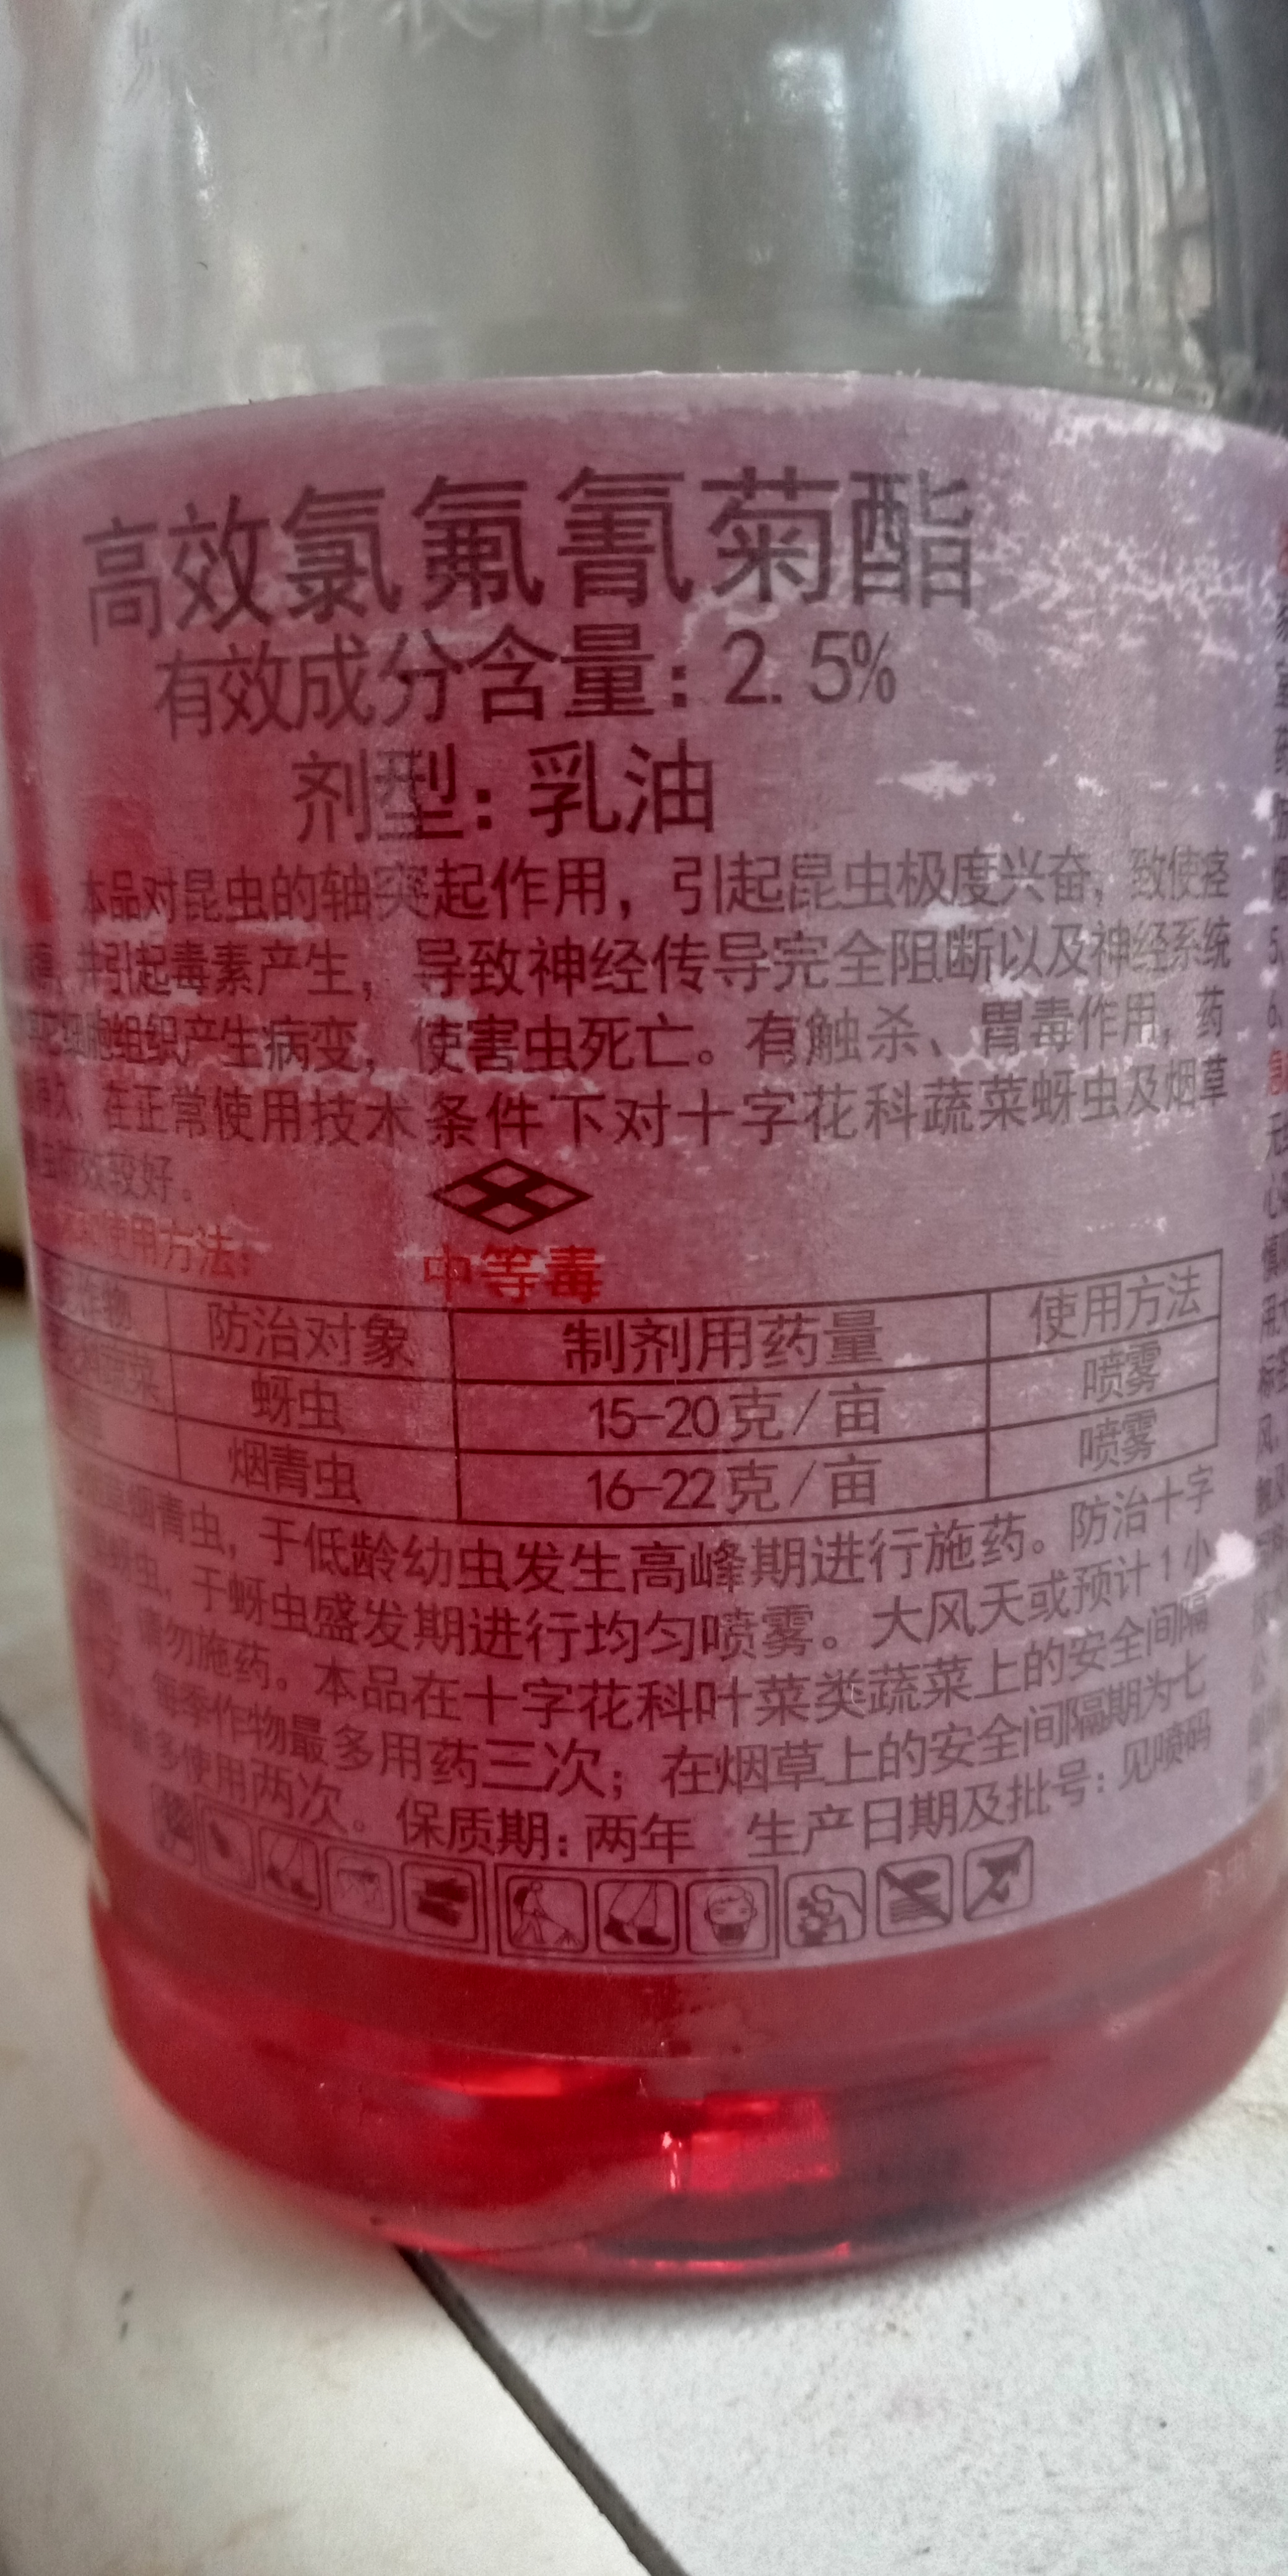 高效氯氟氰菊酯
有效成分含量：2.5%
剂型：乳油
本品对昆虫的轴突起作用，引起昆虫极度兴奋，致使痉
并引起毒素产生，导致神经传导完全阻断以及神经系统
细胞组织产生病变，使害虫死亡。有触杀、胃毒作用，药
在正常使用技术条件下对十字花科蔬菜蚜虫及烟草
效较好。
中等毒
使用方法：
作物 防治对象 制剂用药量 使用方法
蔬菜 蚜虫 15-20克/亩 喷雾
烟青虫 16-22克/亩 喷雾
烟青虫，于低龄幼虫发生高峰期进行施药。防治十字
蚜虫，于蚜虫盛发期进行均匀喷雾。大风天或预计1小
请勿施药。本品在十字花科叶菜类蔬菜上的安全间隔
天，每季作物最多用药三次；在烟草上的安全间隔期为七
多使用两次。保质期：两年 生产日期及批号：见喷码